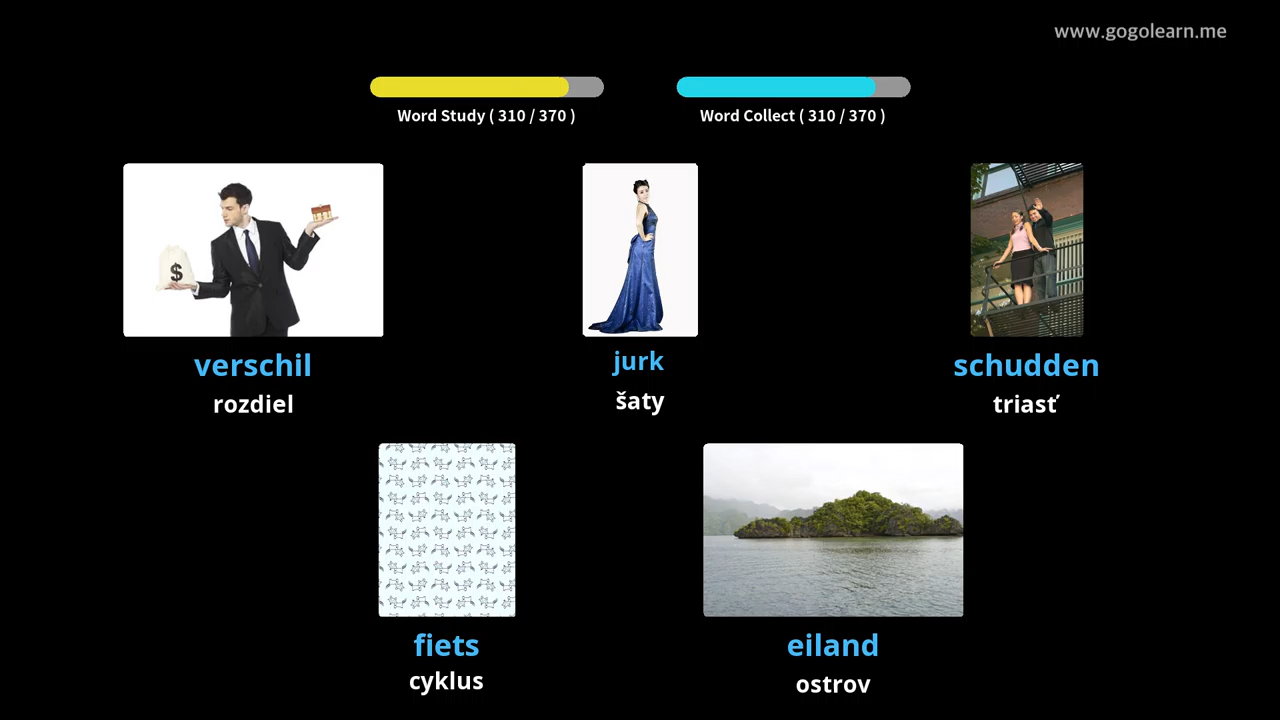 www.gogolearn.me
Word Study ( 310 / 370 )
Word Collect ( 310 / 370 )
$
verschil
rozdiel
jurk
šaty
schudden
triasť
fiets
cyklus
eiland
ostrov